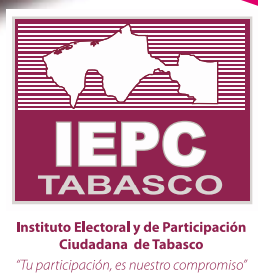 IEPC
TABASCO
Instituto Electoral y de Participación
Ciudadana de Tabasco
"Tu participación, es nuestro compromiso"